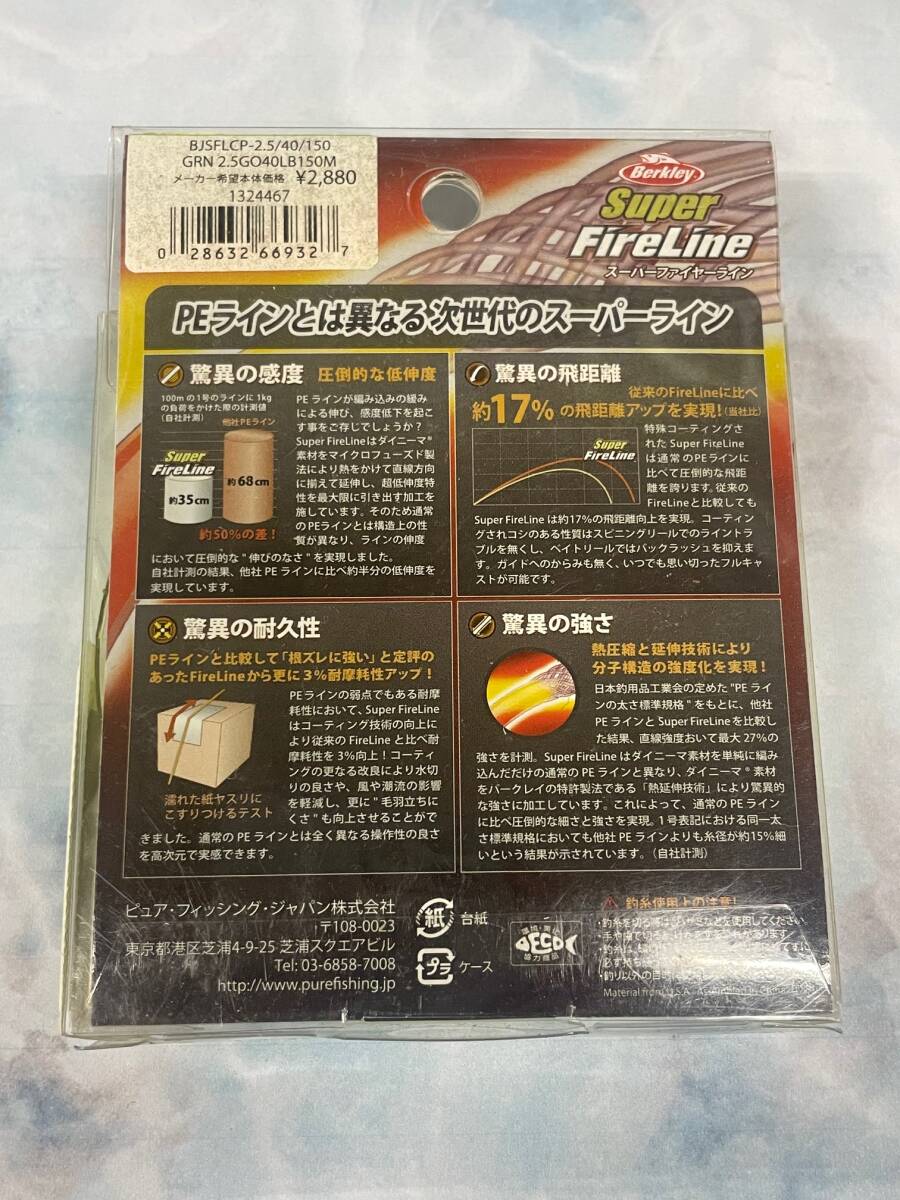 BJSFLCP-2.5/40/150
GRN 2.5GO40LB150M
メーカー希望本体価格 ¥2,880
1324467
0 28632 66932 7
Berkley
Super
FireLine
スーパーファイヤーライン
PEラインとは異なる次世代のスーパーライン
驚異の感度 圧倒的な低伸度
100mの1号のラインに1kg
の負荷をかけた際の計測値
(自社計測)
他社PEライン
Super
FireLine
約35cm
約68cm
約50%の差!
PEラインが編み込みの緩み
による伸び、感度低下を起こ
す事をご存じでしょうか?
Super FireLineはダイニーマ®
素材をマイクロフューズド製
法により熱をかけて直線方向
に揃えて延伸し、超低伸度特
性を最大限に引き出す加工を
施しています。そのため通常
のPEラインとは構造上の性
質が異なり、ラインの伸度
において圧倒的な"伸びのなさ"を実現しました。
自社計測の結果、他社PEラインに比べ約半分の低伸度を
実現しています。
驚異の飛距離
従来のFireLineに比べ
約17%の飛距離アップを実現!(当社比)
Super
FireLine
特殊コーティングさ
れたSuper FireLine
は通常のPEラインに
比べて圧倒的な飛距
離を誇ります。従来の
FireLineと比較しても
Super FireLineは約17%の飛距離向上を実現。コーティン
グされコシのある性質はスピニングリールでのライントラ
ブルを無くし、ベイトリールではバックラッシュを抑えま
す。ガイドへのからみも無く、いつでも思い切ったフルキャ
ストが可能です。
驚異の耐久性
PEラインと比較して「根ズレに強い」と定評の
あったFireLineから更に3%耐摩耗性アップ!
濡れた紙ヤスリに
こすりつけるテスト
PEラインの弱点でもある耐摩
耗性において、Super FireLine
はコーティング技術の向上に
より従来のFireLineと比べ耐
摩耗性を3%向上!コーティ
ングの更なる改良により水切
りの良さや、風や潮流の影響
を軽減し、更に"毛羽立ちに
くさ"も向上させることがで
きました。通常のPEラインとは全く異なる操作性の良さ
を高次元で実感できます。
驚異の強さ
熱圧縮と延伸技術により
分子構造の強度化を実現!
日本釣用品工業会の定めた"PEライ
ンの太さ標準規格"をもとに、他社
PEラインとSuper FireLineを比較し
た結果、直線強度おいて最大27%の
強さを計測。Super FireLineはダイニーマ素材を単純に編み
込んだだけの通常のPEラインと異なり、ダイニーマ®素材
をバークレイの特許製法である「熱延伸技術」により驚異的
な強さに加工しています。これによって、通常のPEライン
に比べ圧倒的な細さと強さを実現。1号表記における同一太
さ標準規格においても他社PEラインよりも糸径が約15%細
いという結果が示されています。(自社計測)
ピュア・フィッシング・ジャパン株式会社
〒108-0023
東京都港区芝浦4-9-25 芝浦スクエアビル
Tel: 03-6858-7008
http://www.purefishing.jp
紙 台紙
プラ ケース
環境・美化
FCO
協力商品
釣糸使用上の注意!
・釣糸を切る際はハサミなどを使用してください
・釣り以外の目的
Material from U.S.A.